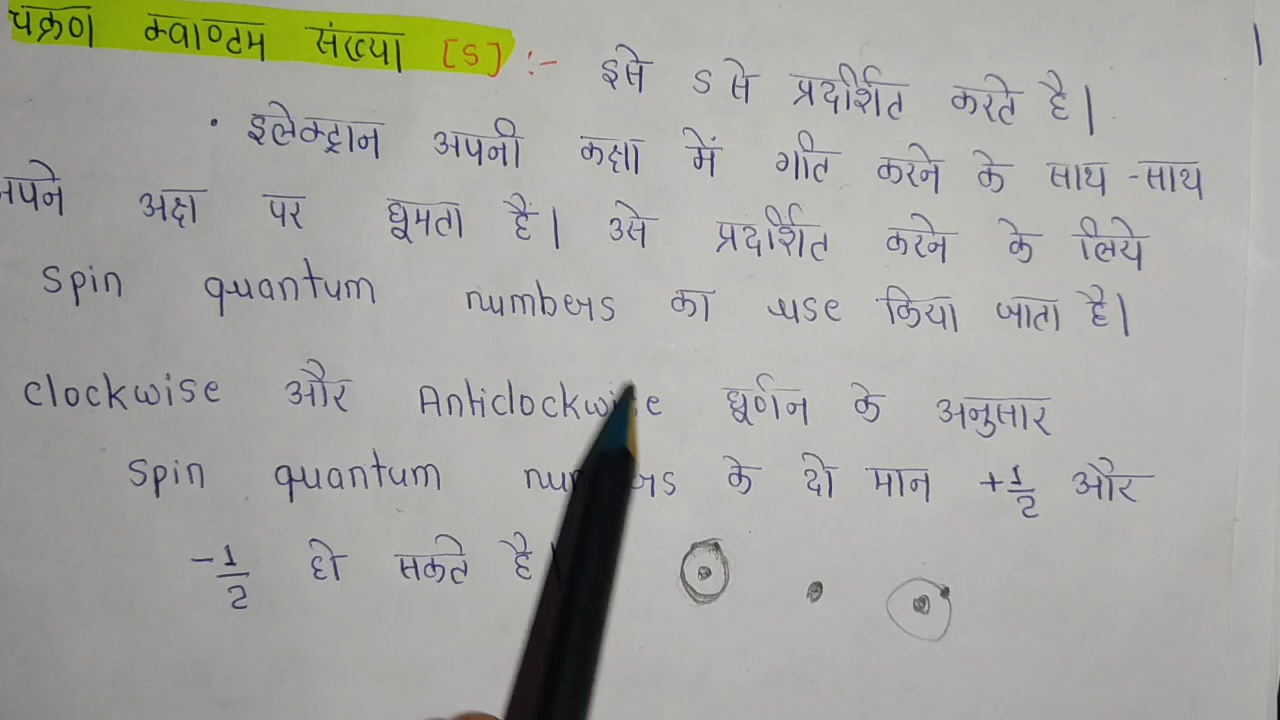 चक्रण क्वाण्टम संख्या [s] :- इसे s से प्रदर्शित करते है।
• इलेक्ट्रान अपनी कक्षा में गति करने के साथ-साथ
अपने अक्ष पर घूमता है। उसे प्रदर्शित करने के लिये
spin quantum numbers का use किया जाता है।
clockwise और Anticlockwise घूर्णन के अनुसार
spin quantum numbers के दो मान +1/2 और
-1/2 हो सकते है